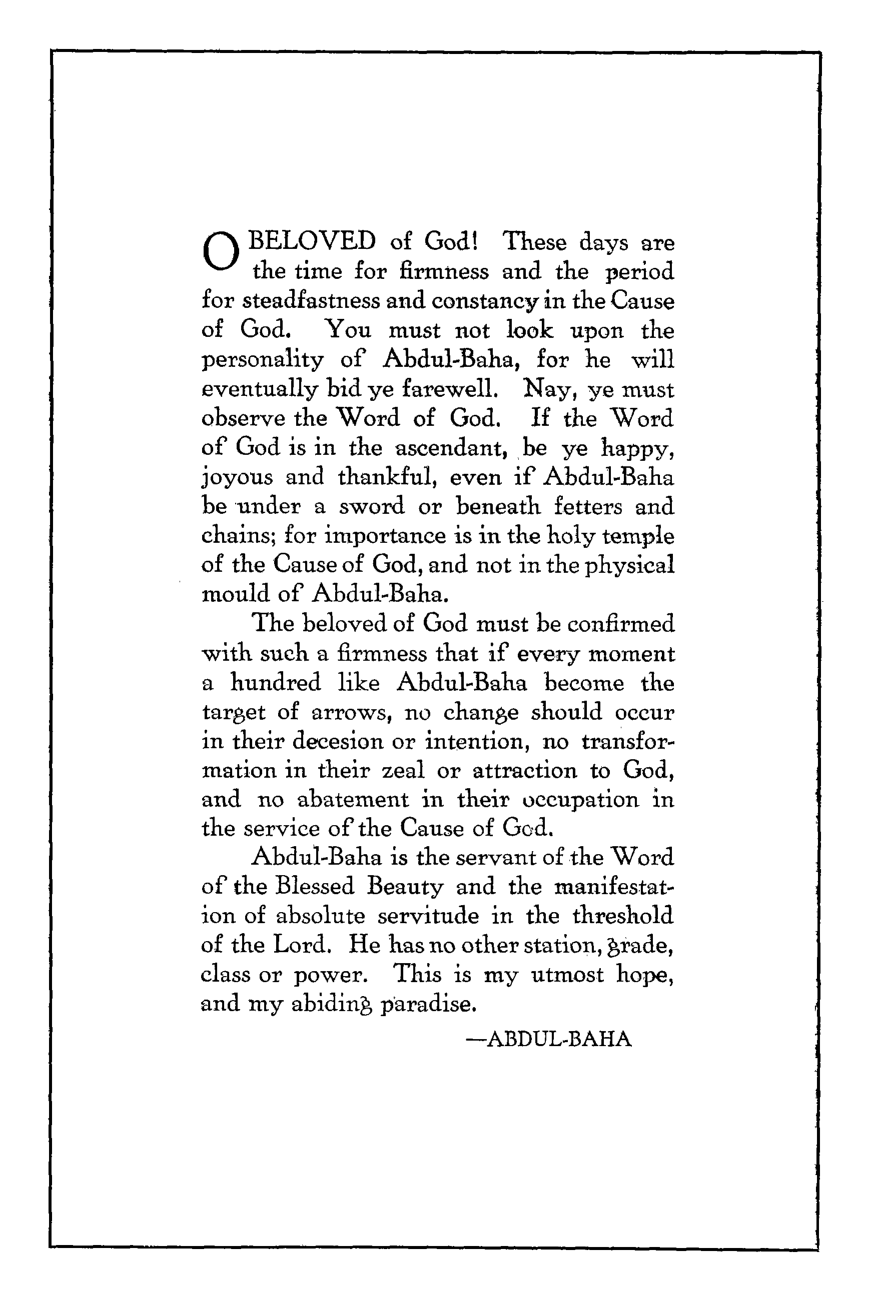 O BELOVED of God! These days are
the time for firmness and the period
for steadfastness and constancy in the Cause
of God. You must not look upon the
personality of Abdul-Baha, for he will
eventually bid ye farewell. Nay, ye must
observe the Word of God. If the Word
of God is in the ascendant, be ye happy,
joyous and thankful, even if Abdul-Baha
be under a sword or beneath fetters and
chains; for importance is in the holy temple
of the Cause of God, and not in the physical
mould of Abdul-Baha.
The beloved of God must be confirmed
with such a firmness that if every moment
a hundred like Abdul-Baha become the
target of arrows, no change should occur
in their decesion or intention, no transfor-
mation in their zeal or attraction to God,
and no abatement in their occupation in
the service of the Cause of God.
Abdul-Baha is the servant of the Word
of the Blessed Beauty and the manifestat-
ion of absolute servitude in the threshold
of the Lord. He has no other station, grade,
class or power. This is my utmost hope,
and my abiding paradise.
—ABDUL-BAHA